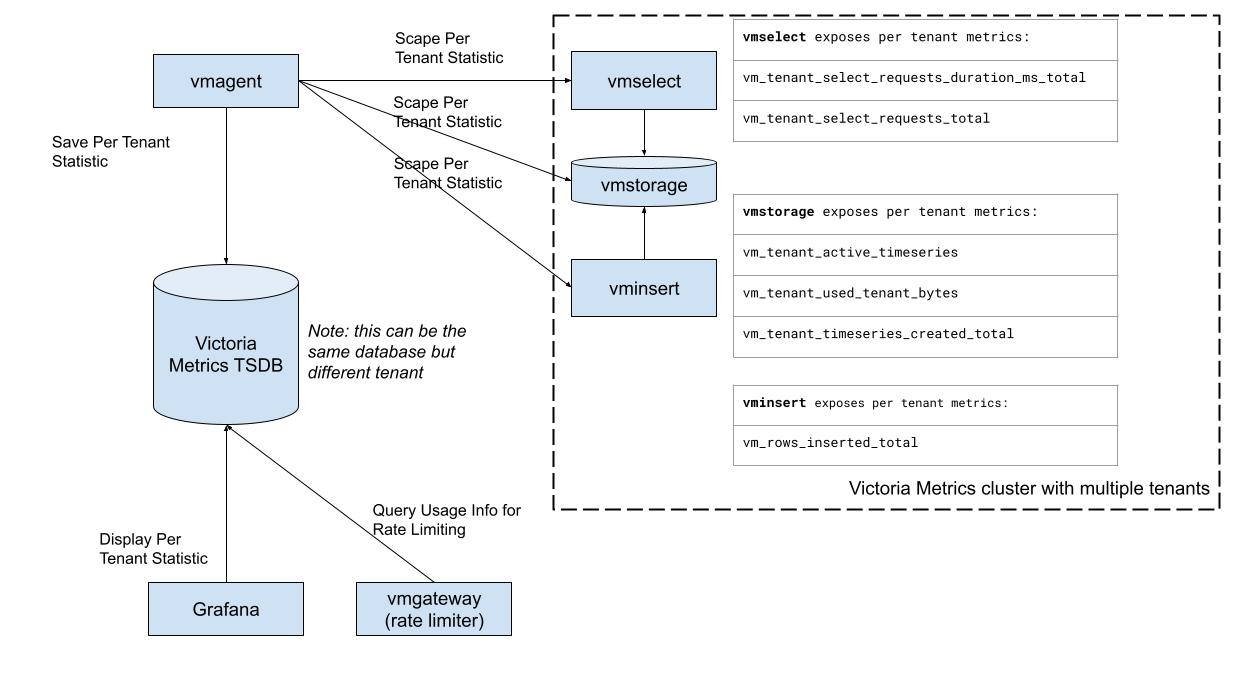 vmagent
Scape Per
Tenant Statistic
Scape Per
Tenant Statistic
Scape Per
Tenant Statistic
Save Per Tenant
Statistic
Victoria
Metrics TSDB
Note: this can be the
same database but
different tenant
Display Per
Tenant Statistic
Query Usage Info for
Rate Limiting
Grafana
vmgateway
(rate limiter)
vmselect
vmstorage
vminsert
vmselect exposes per tenant metrics:
vm_tenant_select_requests_duration_ms_total
vm_tenant_select_requests_total
vmstorage exposes per tenant metrics:
vm_tenant_active_timeseries
vm_tenant_used_tenant_bytes
vm_tenant_timeseries_created_total
vminsert exposes per tenant metrics:
vm_rows_inserted_total
Victoria Metrics cluster with multiple tenants